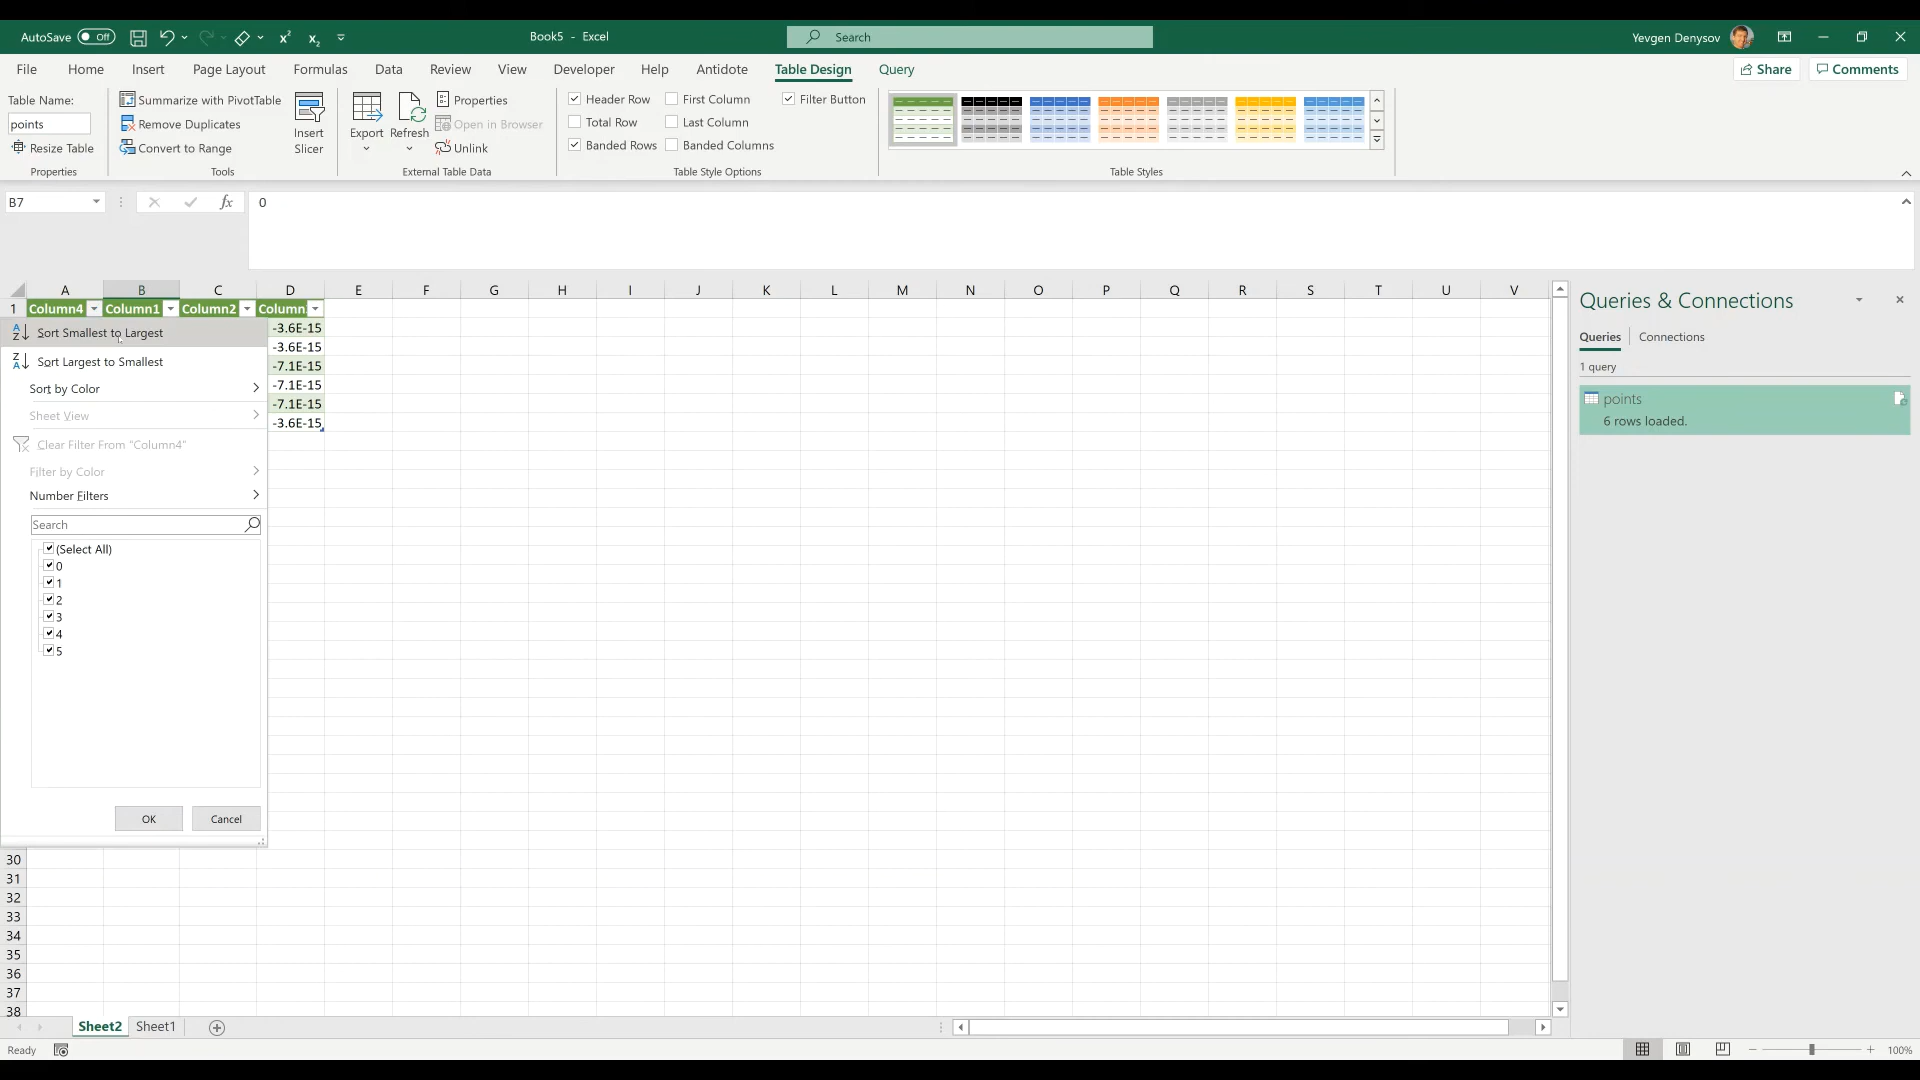 AutoSave Off Book5 - Excel Search Yevgen Denysov
File Home Insert Page Layout Formulas Data Review View Developer Help Antidote Table Design Query Share Comments
Table Name:
points
Resize Table
Properties
Summarize with PivotTable
Remove Duplicates
Convert to Range
Tools
Insert
Slicer
Export
Refresh
Properties
Open in Browser
Unlink
External Table Data
Header Row
Total Row
Banded Rows
First Column
Last Column
Banded Columns
Filter Button
Table Style Options
Table Styles
B7 fx 0
A B C D E F G H I J K L M N O P Q R S T U V
1 Column4 Column1 Column2 Column
Sort Smallest to Largest
Sort Largest to Smallest
Sort by Color
Sheet View
Clear Filter From "Column4"
Filter by Color
Number Filters
Search
(Select All)
0
1
2
3
4
5
OK Cancel
-3.6E-15
-3.6E-15
-7.1E-15
-7.1E-15
-7.1E-15
-3.6E-15
30
31
32
33
34
35
36
37
38
Queries & Connections
Queries Connections
1 query
points
6 rows loaded.
Sheet2 Sheet1
Ready 100%